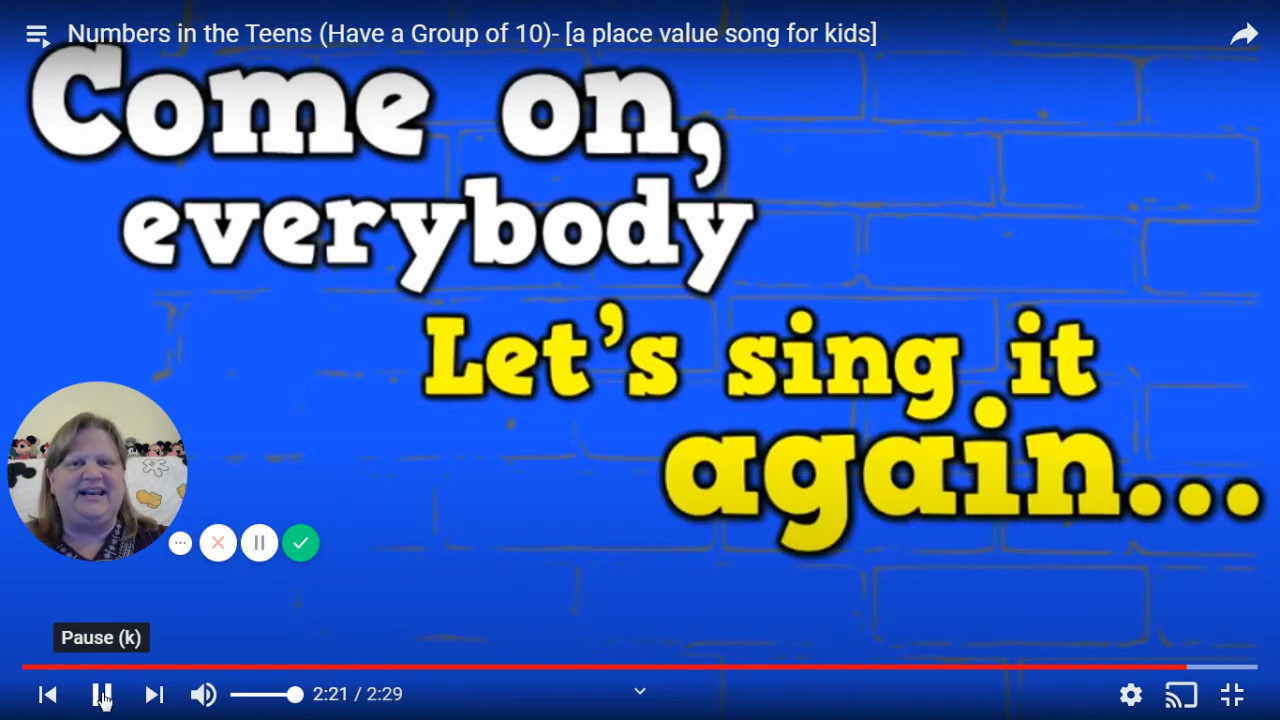 Numbers in the Teens (Have a Group of 10)- [a place value song for kids]
Come on,
everybody
Let's sing it
again...
Pause (k)
2:21 / 2:29